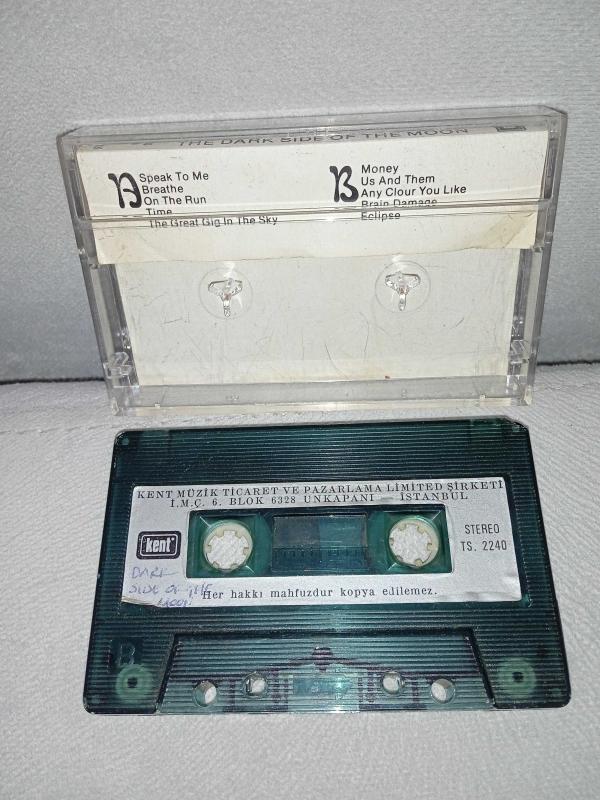 THE DARK SIDE OF THE MOON
A
Speak To Me
Breathe
On The Run
Time
The Great Gig In The Sky
B
Money
Us And Them
Any Clour You Like
Brain Damage
Eclipse
KENT MÜZİK TİCARET VE PAZARLAMA LİMİTED ŞİRKETİ
İ.M.Ç. 6. BLOK 6328 UNKAPANI — İSTANBUL
kent
STEREO
TS. 2240
DARK
SIDE OF THE
MOON
Her hakkı mahfuzdur kopya edilemez.
B